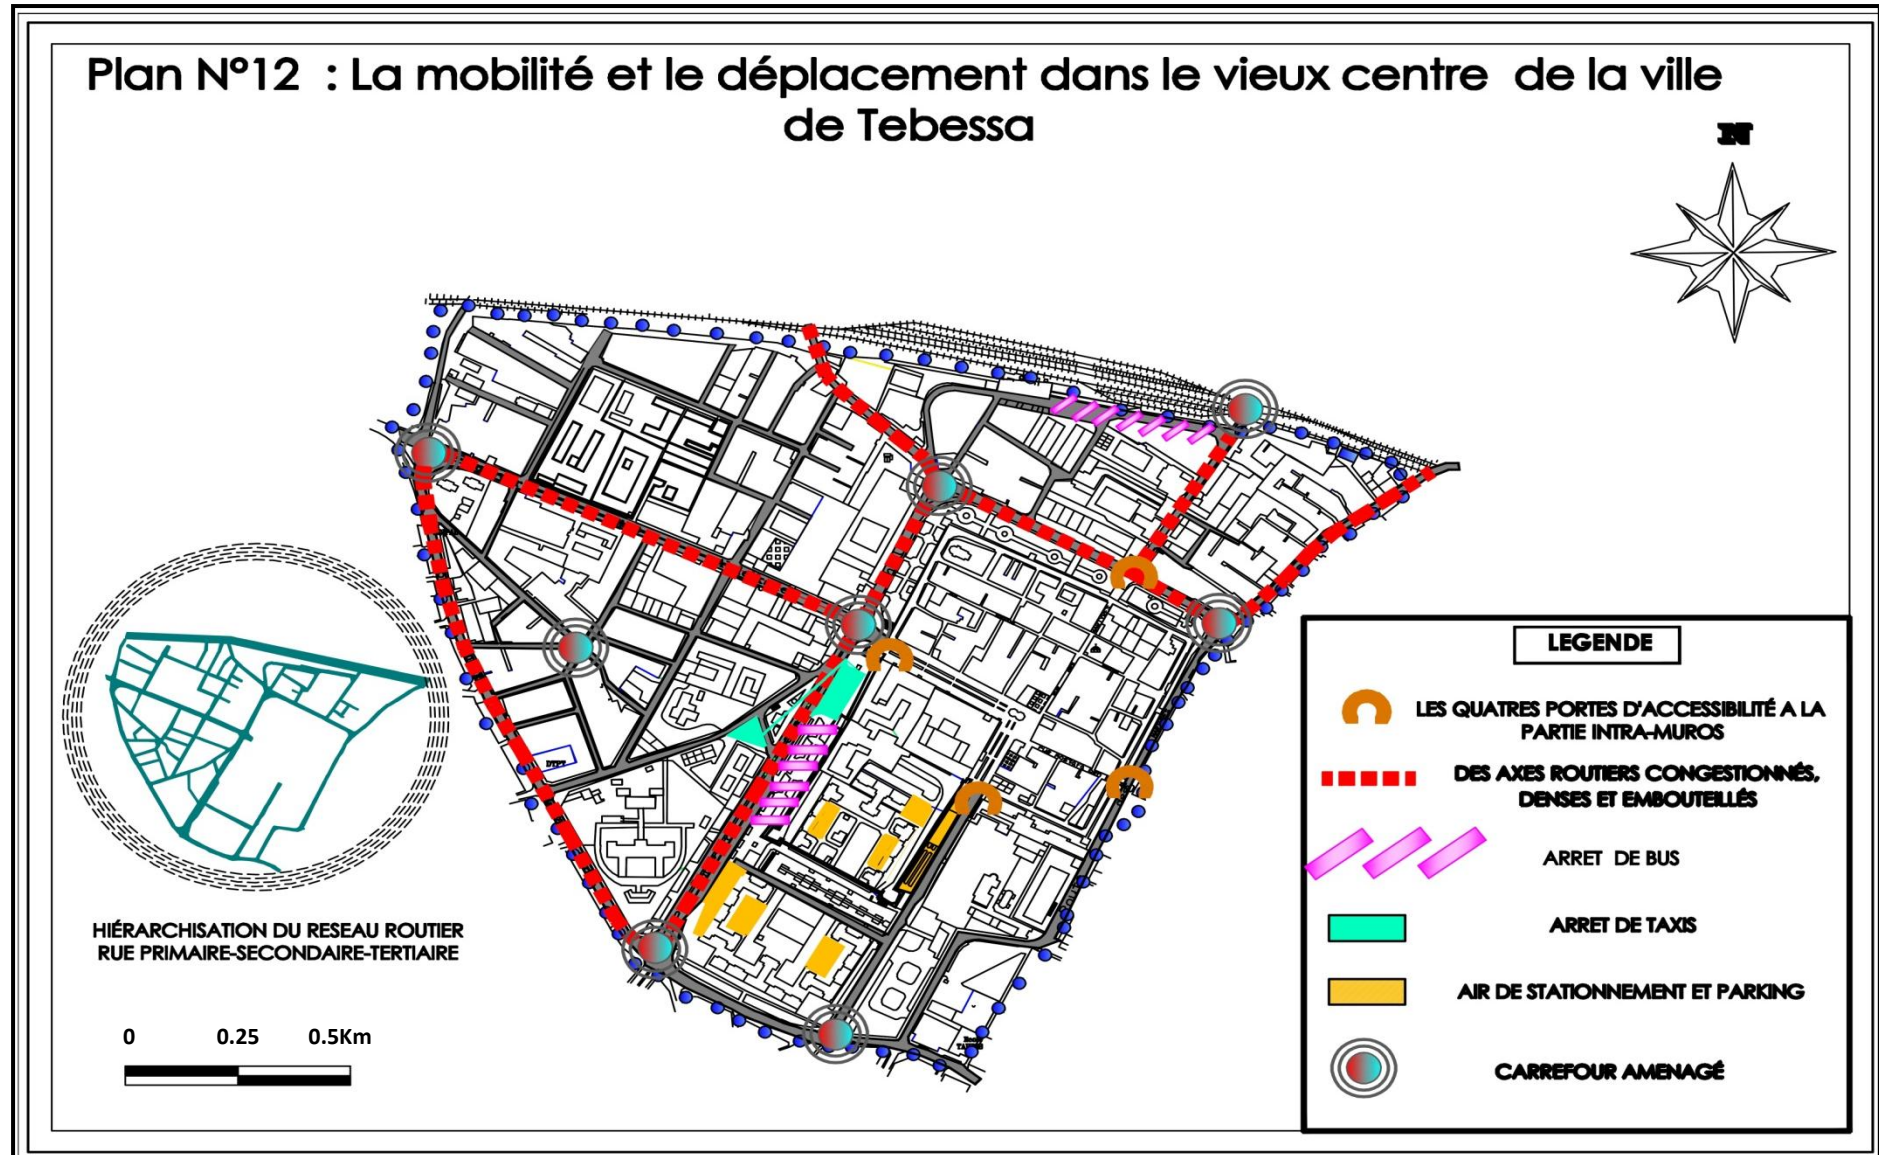 Plan N°12 : La mobilité et le déplacement dans le vieux centre de la ville
de Tebessa
N
HIÉRARCHISATION DU RESEAU ROUTIER
RUE PRIMAIRE-SECONDAIRE-TERTIAIRE
0 0.25 0.5Km
LEGENDE
LES QUATRES PORTES D'ACCESSIBILITÉ A LA
PARTIE INTRA-MUROS
DES AXES ROUTIERS CONGESTIONNÉS,
DENSES ET EMBOUTEILLÉS
ARRET DE BUS
ARRET DE TAXIS
AIR DE STATIONNEMENT ET PARKING
CARREFOUR AMENAGÉ